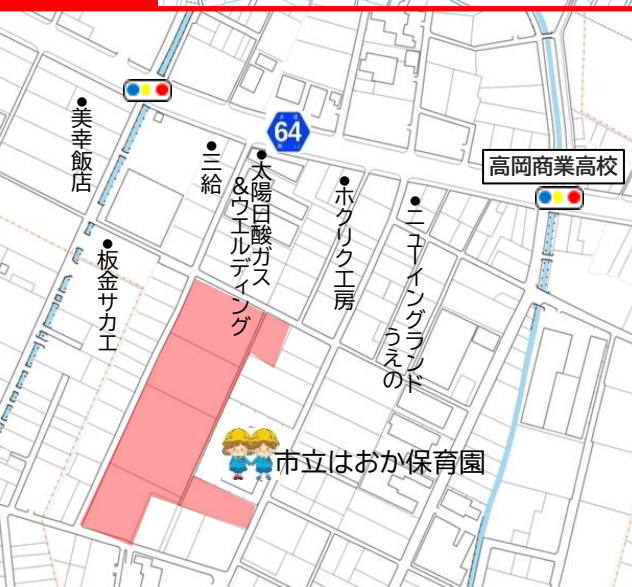 美幸飯店
三給
64
太陽日酸ガス
&ウエルディング
ホクリク工房
ニューイングランド
うえの
高岡商業高校
板金サカエ
市立はおか保育園